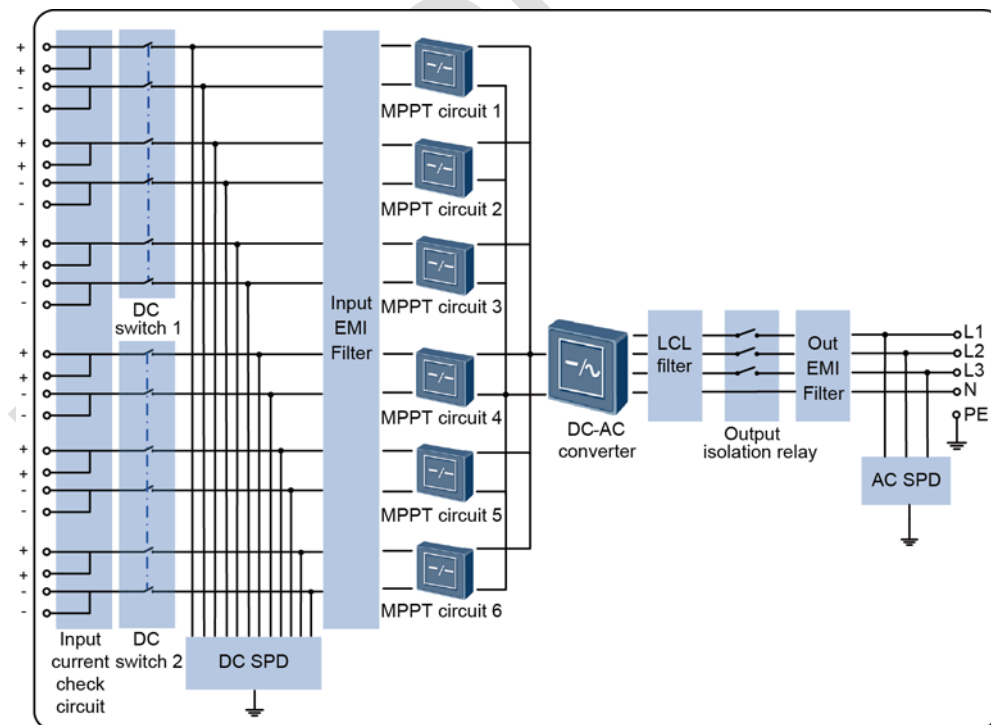 +
+
-
-
+
+
-
-
+
+
-
-
+
+
-
-
+
+
-
-
+
+
-
-
Input
current
check
circuit
DC
switch 1
DC
switch 2
DC SPD
Input
EMI
Filter
MPPT circuit 1
MPPT circuit 2
MPPT circuit 3
MPPT circuit 4
MPPT circuit 5
MPPT circuit 6
DC-AC
converter
LCL
filter
Output
isolation relay
Out
EMI
Filter
L1
L2
L3
N
PE
AC SPD